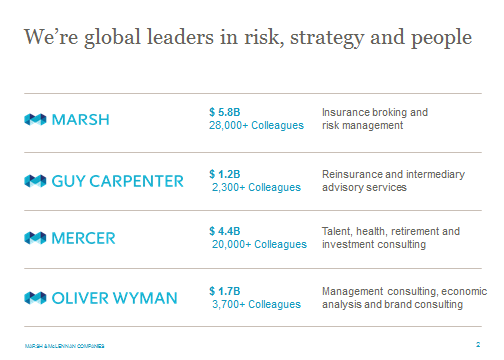 We're global leaders in risk, strategy and people
MARSH
$ 5.8B
28,000+ Colleagues
Insurance broking and
risk management
GUY CARPENTER
$ 1.2B
2,300+ Colleagues
Reinsurance and intermediary
advisory services
MERCER
$ 4.4B
20,000+ Colleagues
Talent, health, retirement and
investment consulting
OLIVER WYMAN
$ 1.7B
3,700+ Colleagues
Management consulting, economic
analysis and brand consulting
MARSH & McLENNAN COMPANIES
2